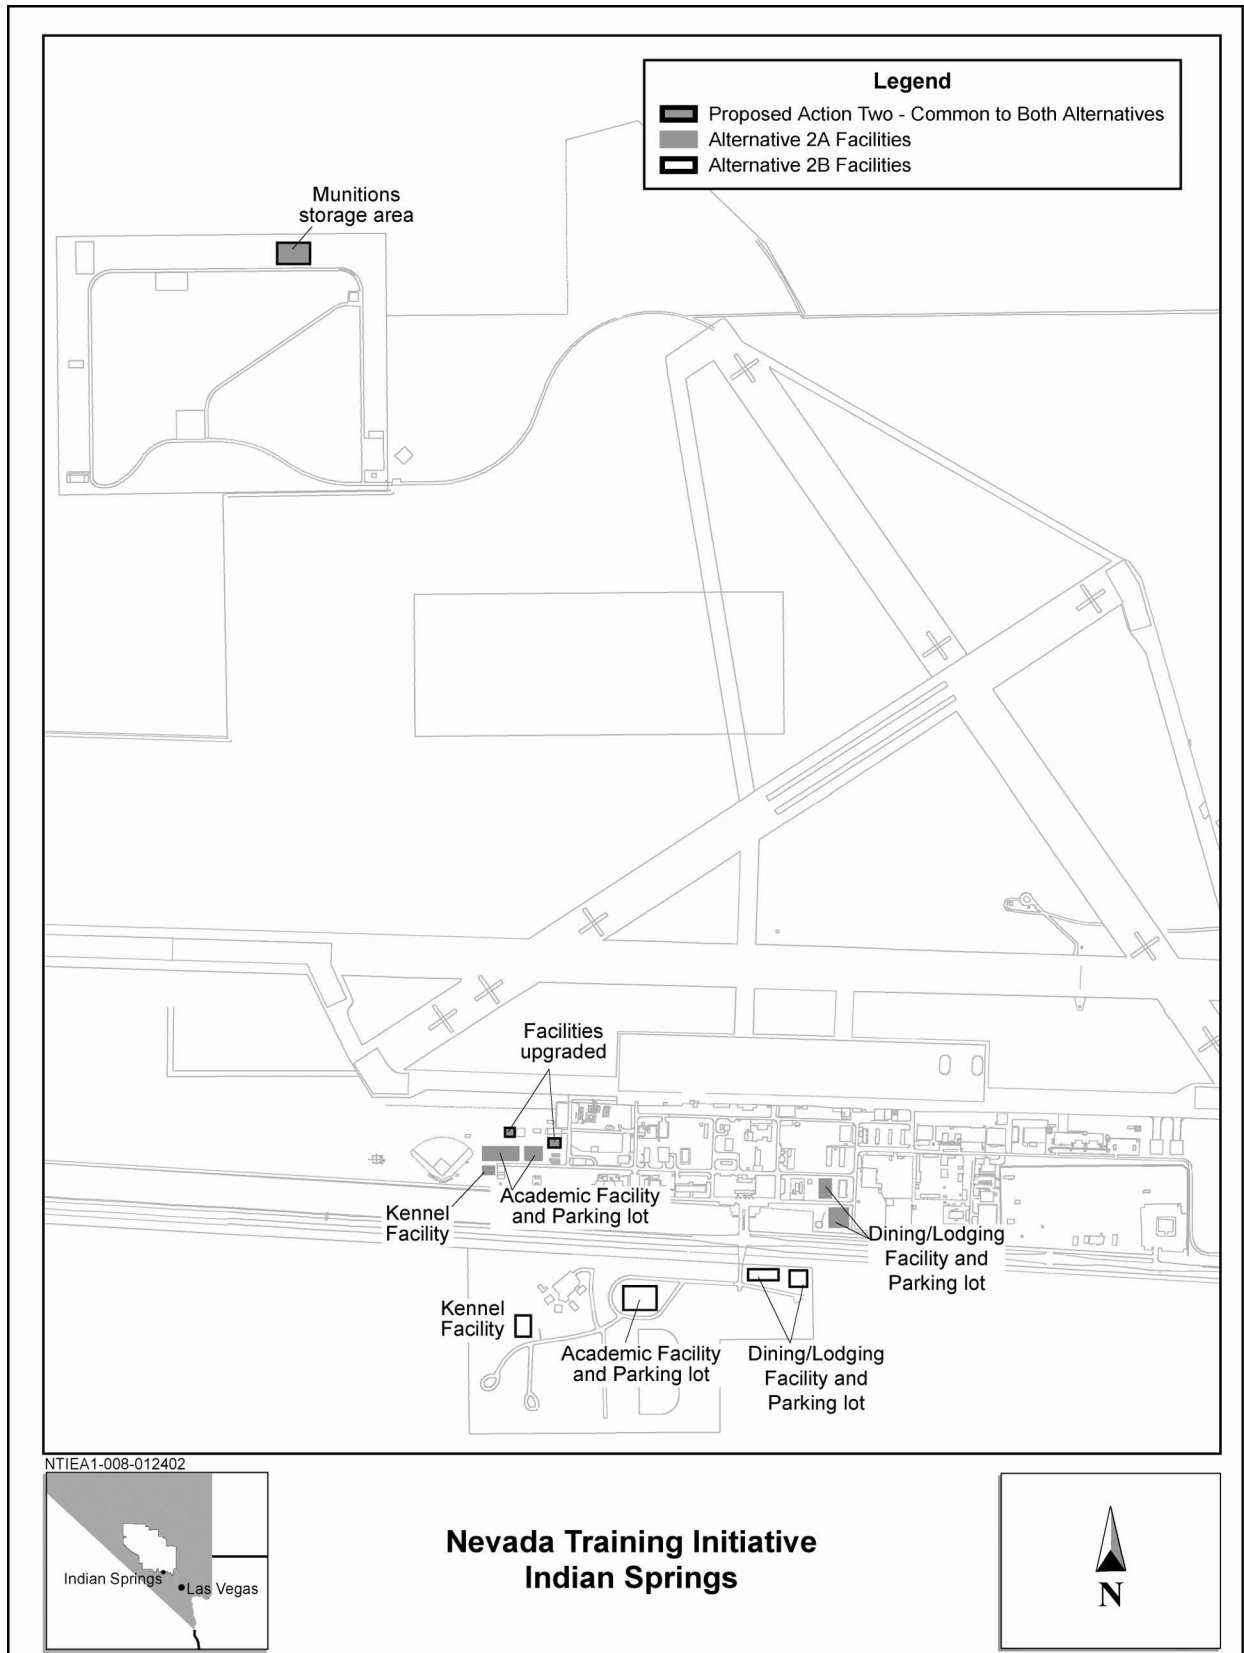 Legend
Proposed Action Two - Common to Both Alternatives
Alternative 2A Facilities
Alternative 2B Facilities
Munitions
storage area
Facilities
upgraded
Academic Facility
and Parking lot
Kennel
Facility
Dining/Lodging
Facility and
Parking lot
Kennel
Facility
Academic Facility
and Parking lot
Dining/Lodging
Facility and
Parking lot
NTIEA1-008-012402
Indian Springs
Las Vegas
Nevada Training Initiative
Indian Springs
N